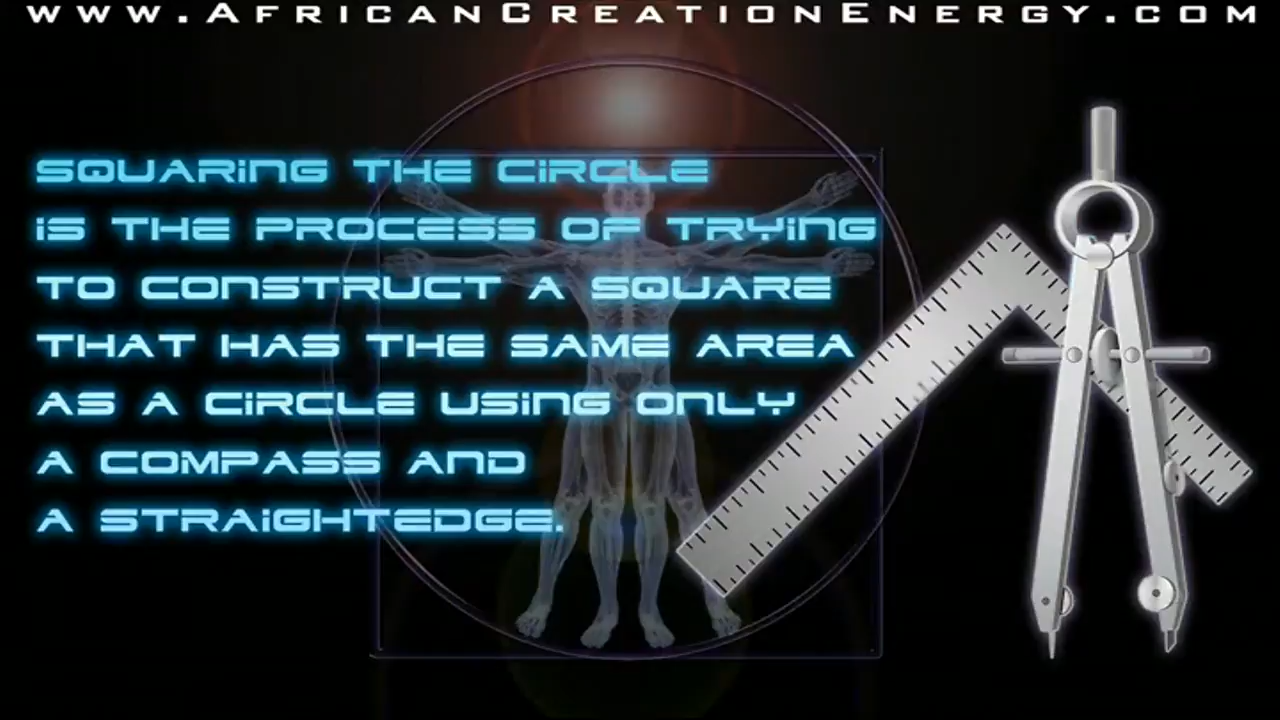 www.AfricanCreationEnergy.com
SQUARING THE CIRCLE
IS THE PROCESS OF TRYING
TO CONSTRUCT A SQUARE
THAT HAS THE SAME AREA
AS A CIRCLE USING ONLY
A COMPASS AND
A STRAIGHTEDGE.